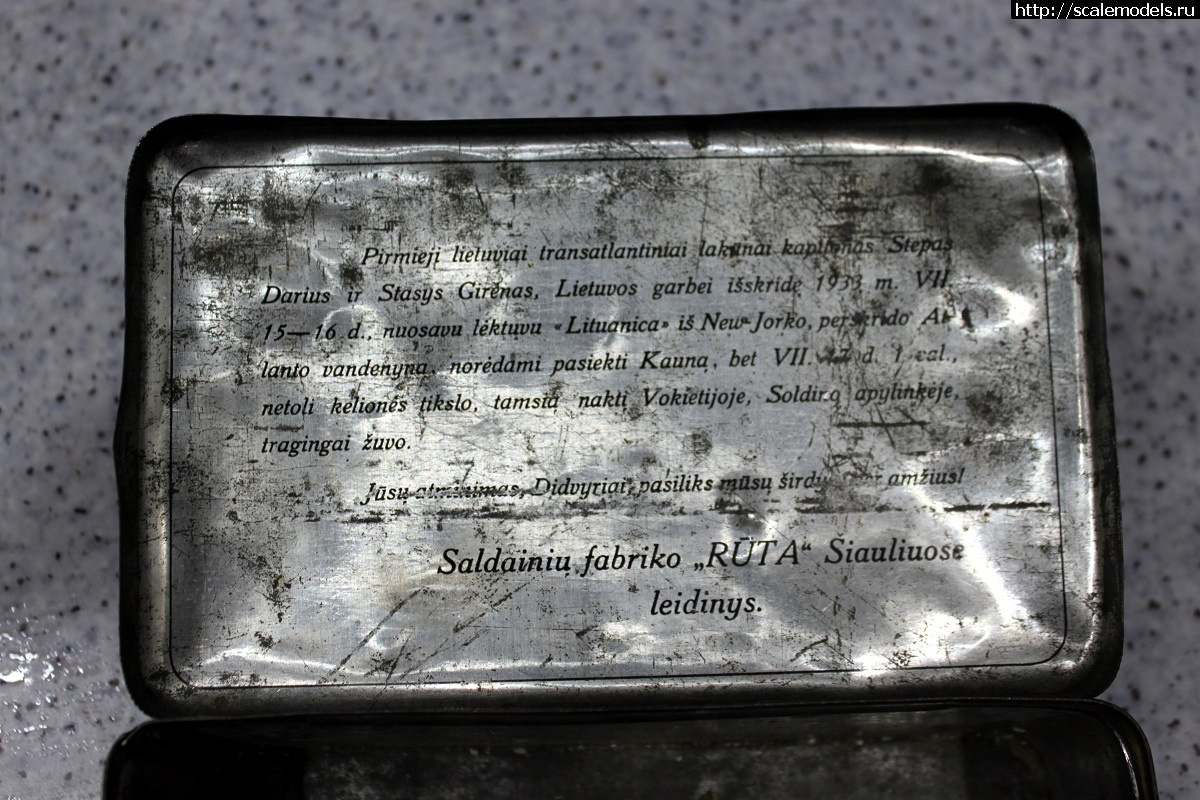 http://scalemodels.ru
Pirmieji lietuviai transatlantiniai lakūnai kapitonas Stepas
Darius ir Stasys Girėnas, Lietuvos garbei išskridę 1933 m. VII.
15—16 d., nuosavu lėktuvu «Lituanica» iš New-Jorko, perskrido At-
lanto vandenyną, norėdami pasiekti Kauną, bet VII. d. 1 val.,
netoli kelionės tikslo, tamsią naktį Vokietijoje, Soldino apylinkėje,
tragingai žuvo.
Jūsų atminimas, Didvyriai, pasiliks mūsų amžius!
Saldainių fabriko „RŪTA“ Šiauliuose
leidinys.